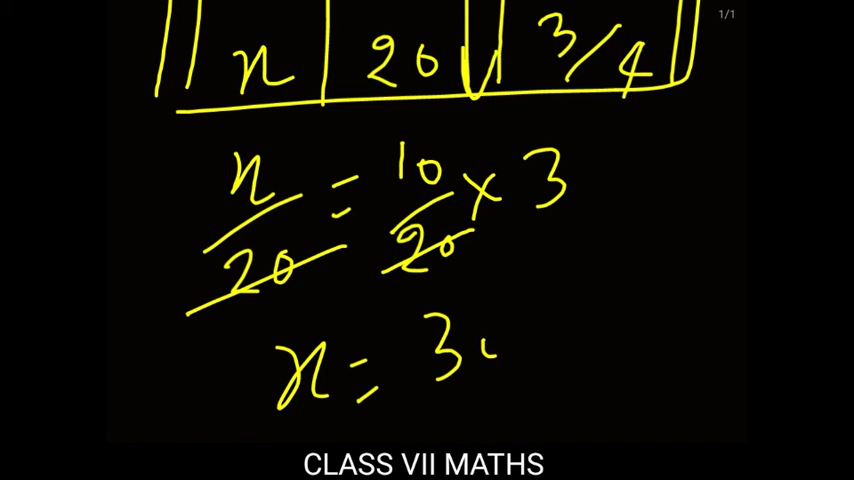 1/1
x 20 3/4
x/20 = 10/20 × 3
x = 3
CLASS VII MATHS